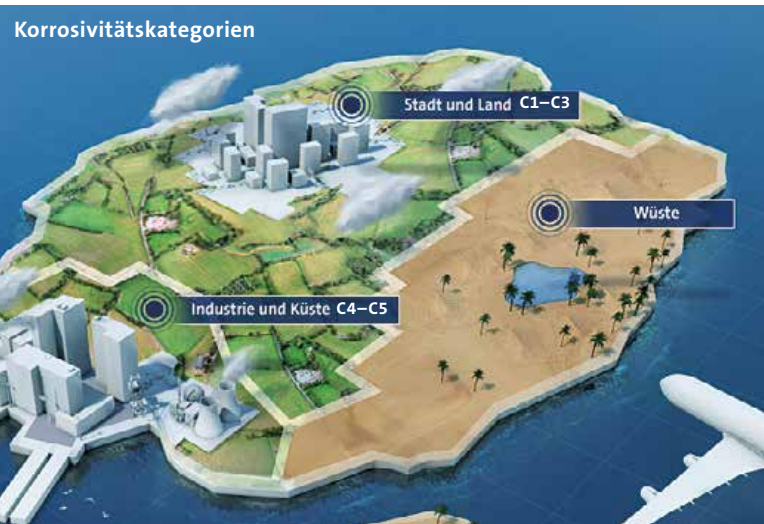 Korrosivitätskategorien
Stadt und Land C1–C3
Wüste
Industrie und Küste C4–C5